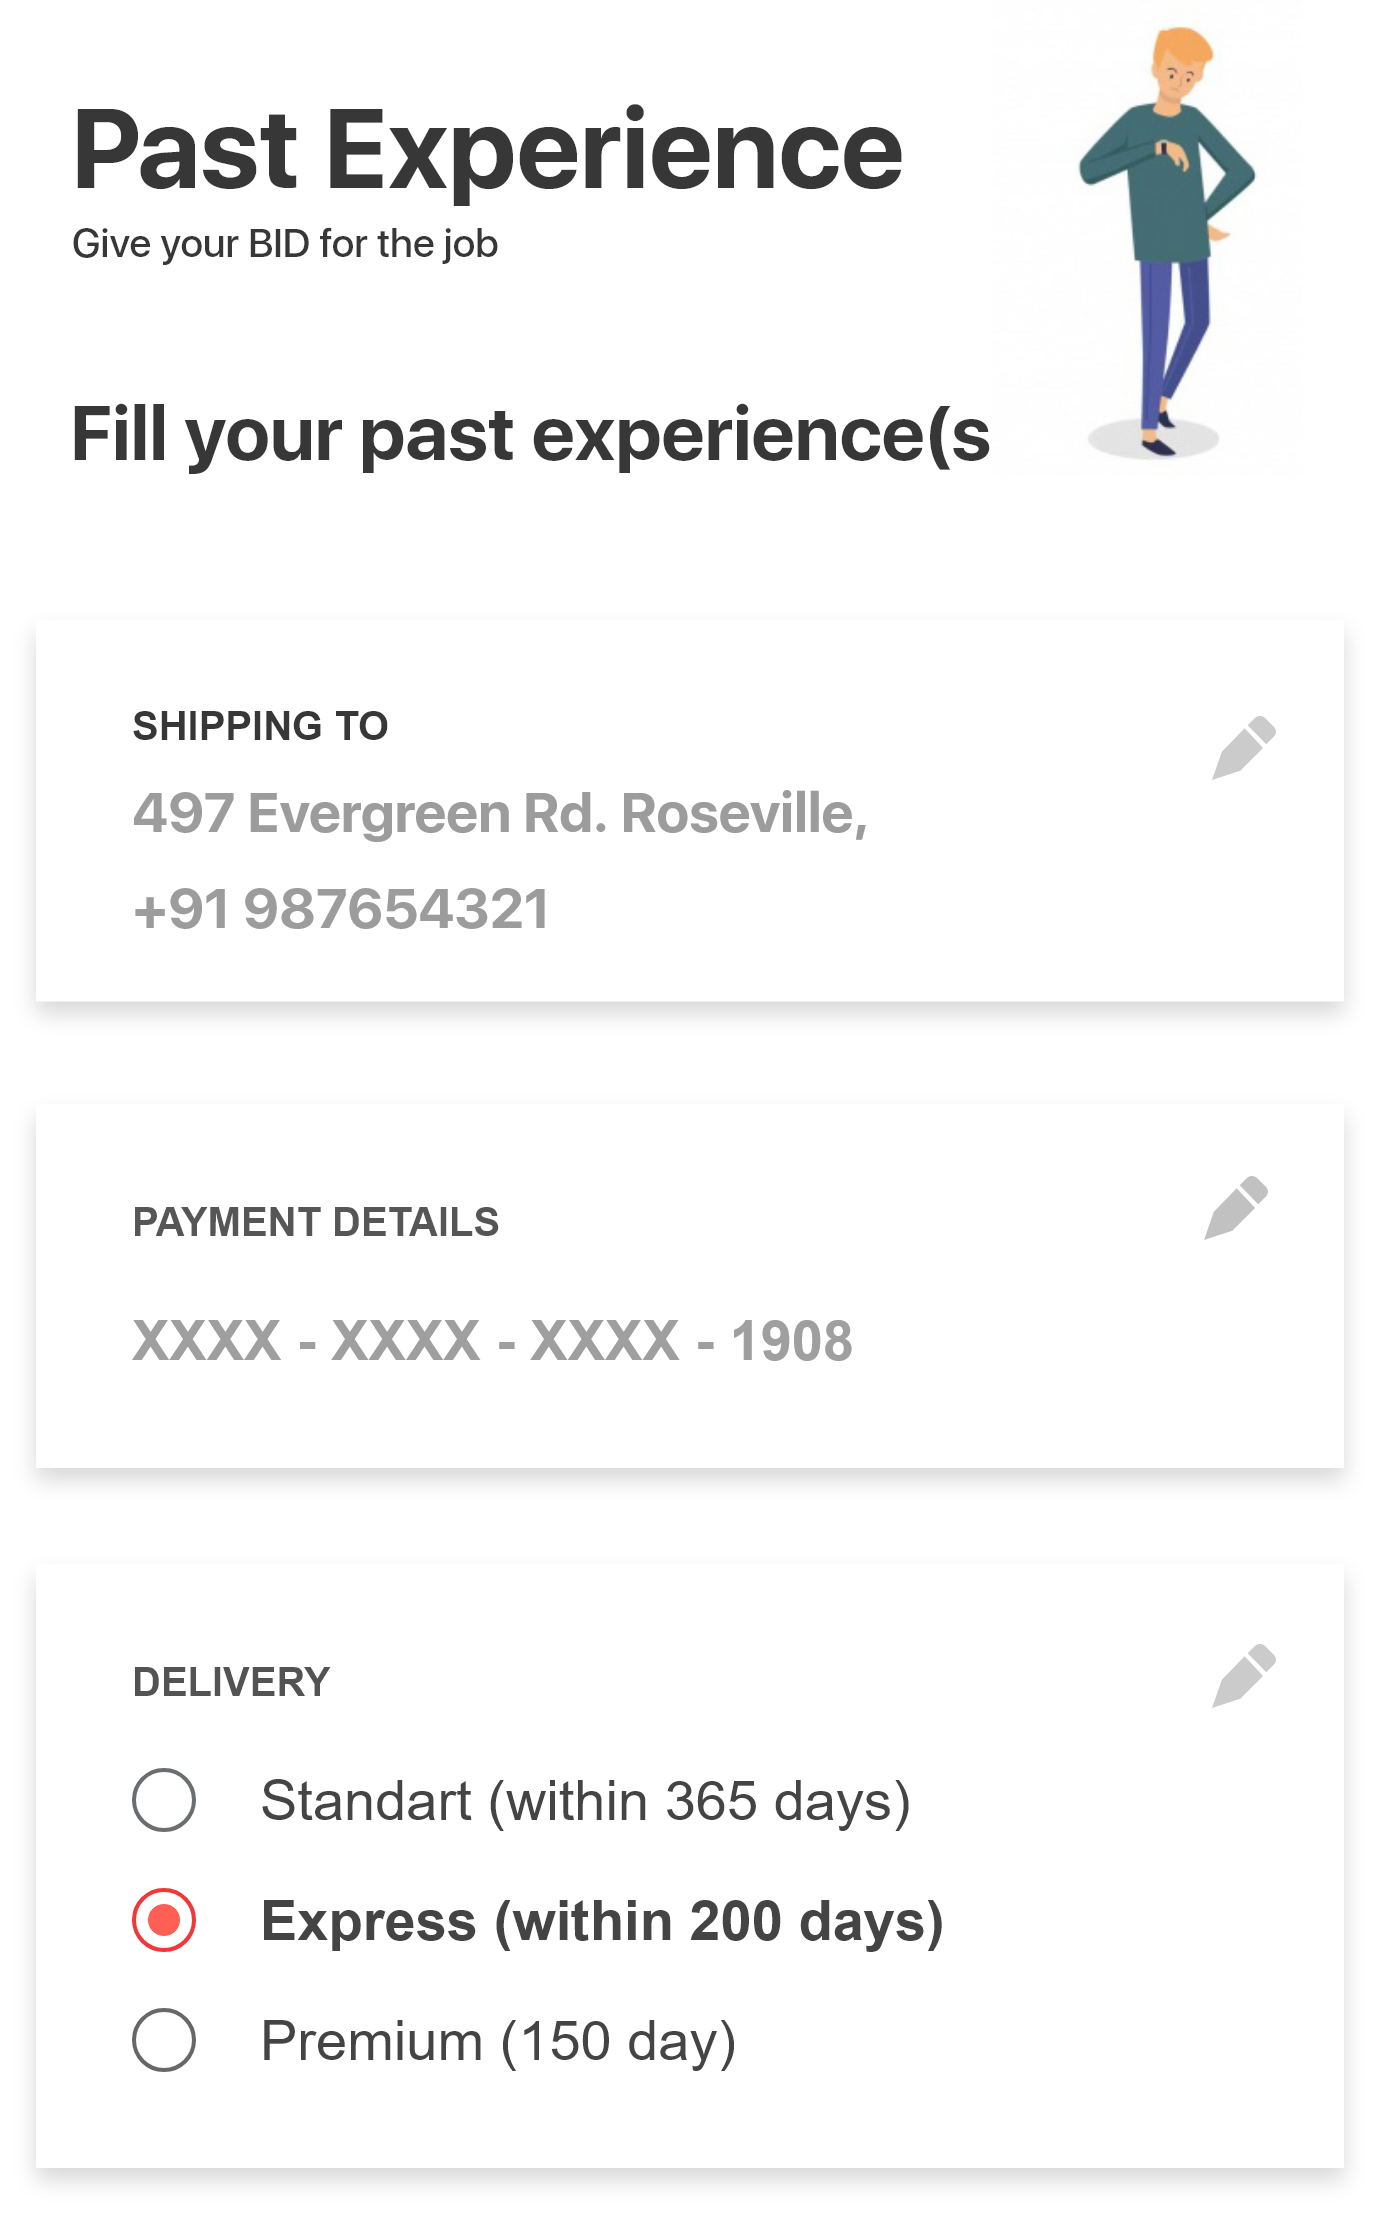 Past Experience
Give your BID for the job
Fill your past experience(s
SHIPPING TO
497 Evergreen Rd. Roseville,
+91 987654321
PAYMENT DETAILS
XXXX - XXXX - XXXX - 1908
DELIVERY
Standart (within 365 days)
Express (within 200 days)
Premium (150 day)